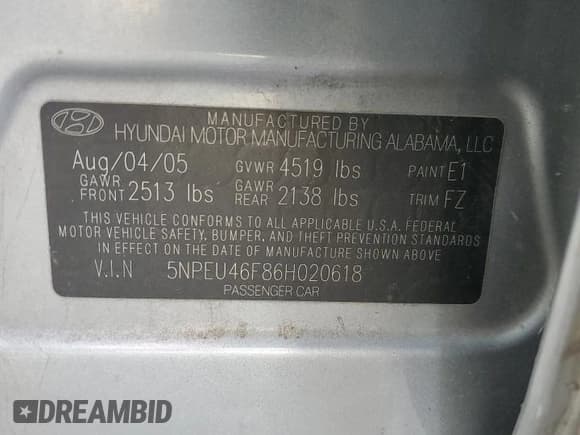 MANUFACTURED BY
HYUNDAI MOTOR MANUFACTURING ALABAMA, LLC
Aug/04/05 GVWR 4519 lbs PAINT E1
GAWR FRONT 2513 lbs GAWR REAR 2138 lbs TRIM FZ
THIS VEHICLE CONFORMS TO ALL APPLICABLE U.S.A. FEDERAL
MOTOR VEHICLE SAFETY, BUMPER, AND THEFT PREVENTION STANDARDS
IN EFFECT ON THE DATE OF MANUFACTURE SHOWN ABOVE.
V.I.N 5NPEU46F86H020618
PASSENGER CAR
DREAMBID